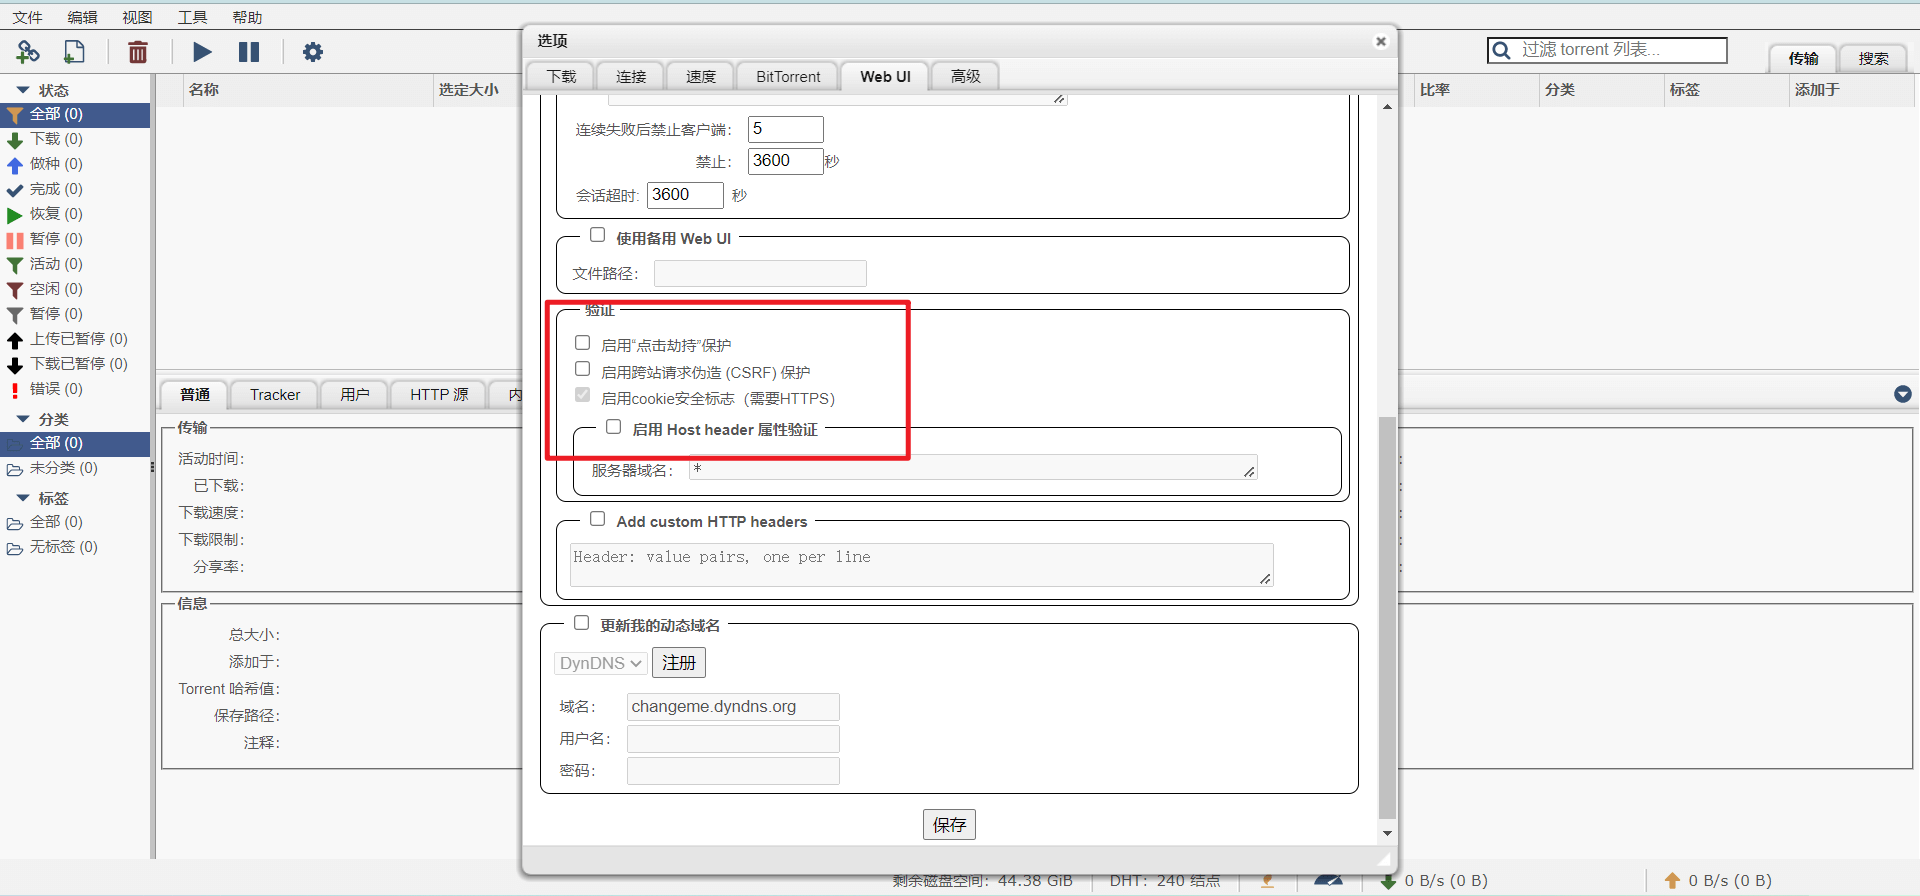 文件 编辑 视图 工具 帮助
选项
过滤 torrent 列表...
传输 搜索
下载 连接 速度 BitTorrent Web UI 高级
状态
全部 (0)
下载 (0)
做种 (0)
完成 (0)
恢复 (0)
暂停 (0)
活动 (0)
空闲 (0)
暂停 (0)
上传已暂停 (0)
下载已暂停 (0)
错误 (0)
分类
全部 (0)
未分类 (0)
标签
全部 (0)
无标签 (0)
名称 选定大小
比率 分类 标签 添加于
连续失败后禁止客户端： 5
禁止： 3600 秒
会话超时: 3600 秒
使用备用 Web UI
文件路径：
验证
启用“点击劫持”保护
启用跨站请求伪造 (CSRF) 保护
启用cookie安全标志（需要HTTPS）
启用 Host header 属性验证
服务器域名： *
Add custom HTTP headers
Header: value pairs, one per line
更新我的动态域名
DynDNS 注册
域名： changeme.dyndns.org
用户名：
密码：
保存
普通 Tracker 用户 HTTP 源 内
传输
活动时间：
已下载：
下载速度：
下载限制：
分享率：
信息
总大小：
添加于：
Torrent 哈希值：
保存路径：
注释：
剩余磁盘空间：44.38 GiB DHT：240 结点 0 B/s (0 B) 0 B/s (0 B)